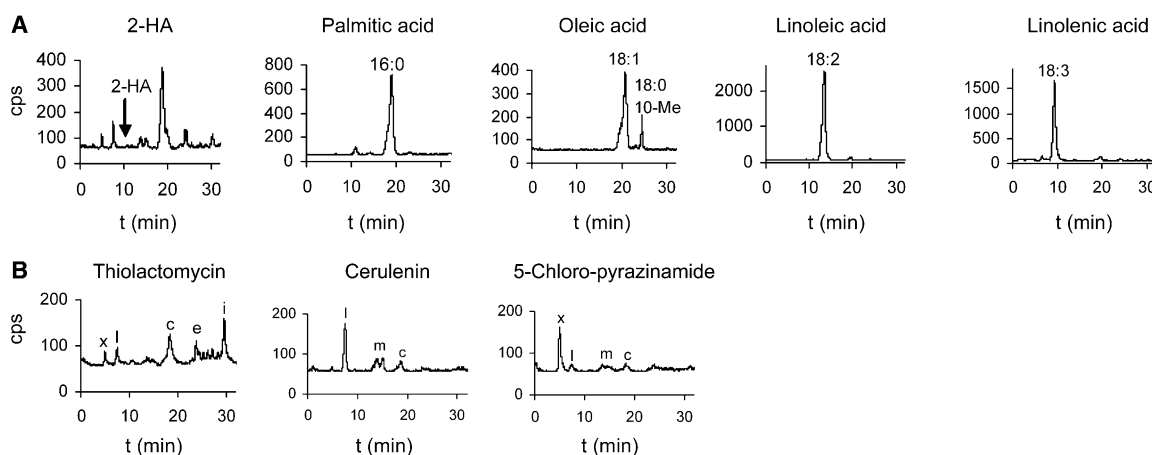 A
2-HA
Palmitic acid
Oleic acid
Linoleic acid
Linolenic acid
cps
400
300
200
100
0
2-HA
0 10 20 30
t (min)
800
600
400
200
0
16:0
0 10 20 30
t (min)
400
300
200
100
0
18:1
18:0
10-Me
0 10 20 30
t (min)
2000
1000
0
18:2
0 10 20 30
t (min)
1500
1000
500
0
18:3
0 10 20 30
t (min)
B
Thiolactomycin
Cerulenin
5-Chloro-pyrazinamide
cps
200
100
0
x l c e i
0 10 20 30
t (min)
200
100
0
l m c
0 10 20 30
t (min)
200
100
0
x l m c
0 10 20 30
t (min)